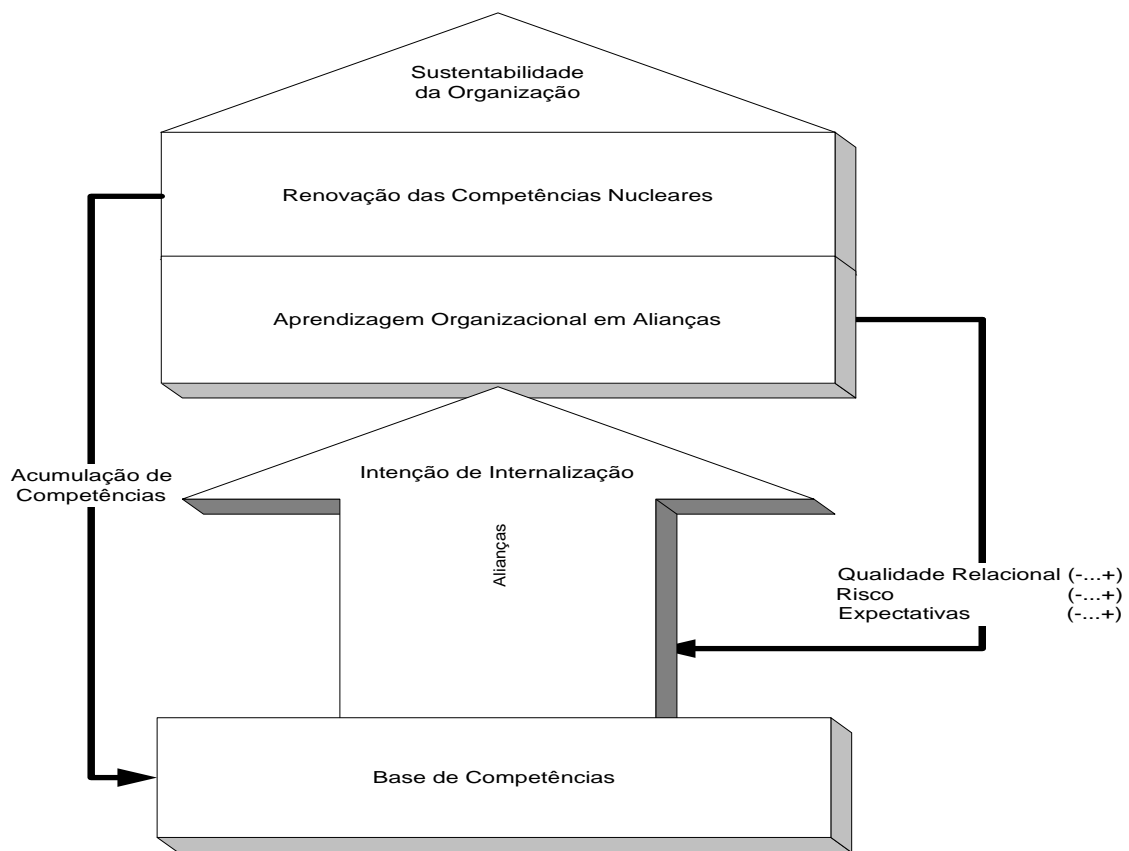 Sustentabilidade
da Organização
Renovação das Competências Nucleares
Aprendizagem Organizacional em Alianças
Acumulação de
Competências
Intenção de Internalização
Alianças
Qualidade Relacional (-...+)
Risco (-...+)
Expectativas (-...+)
Base de Competências